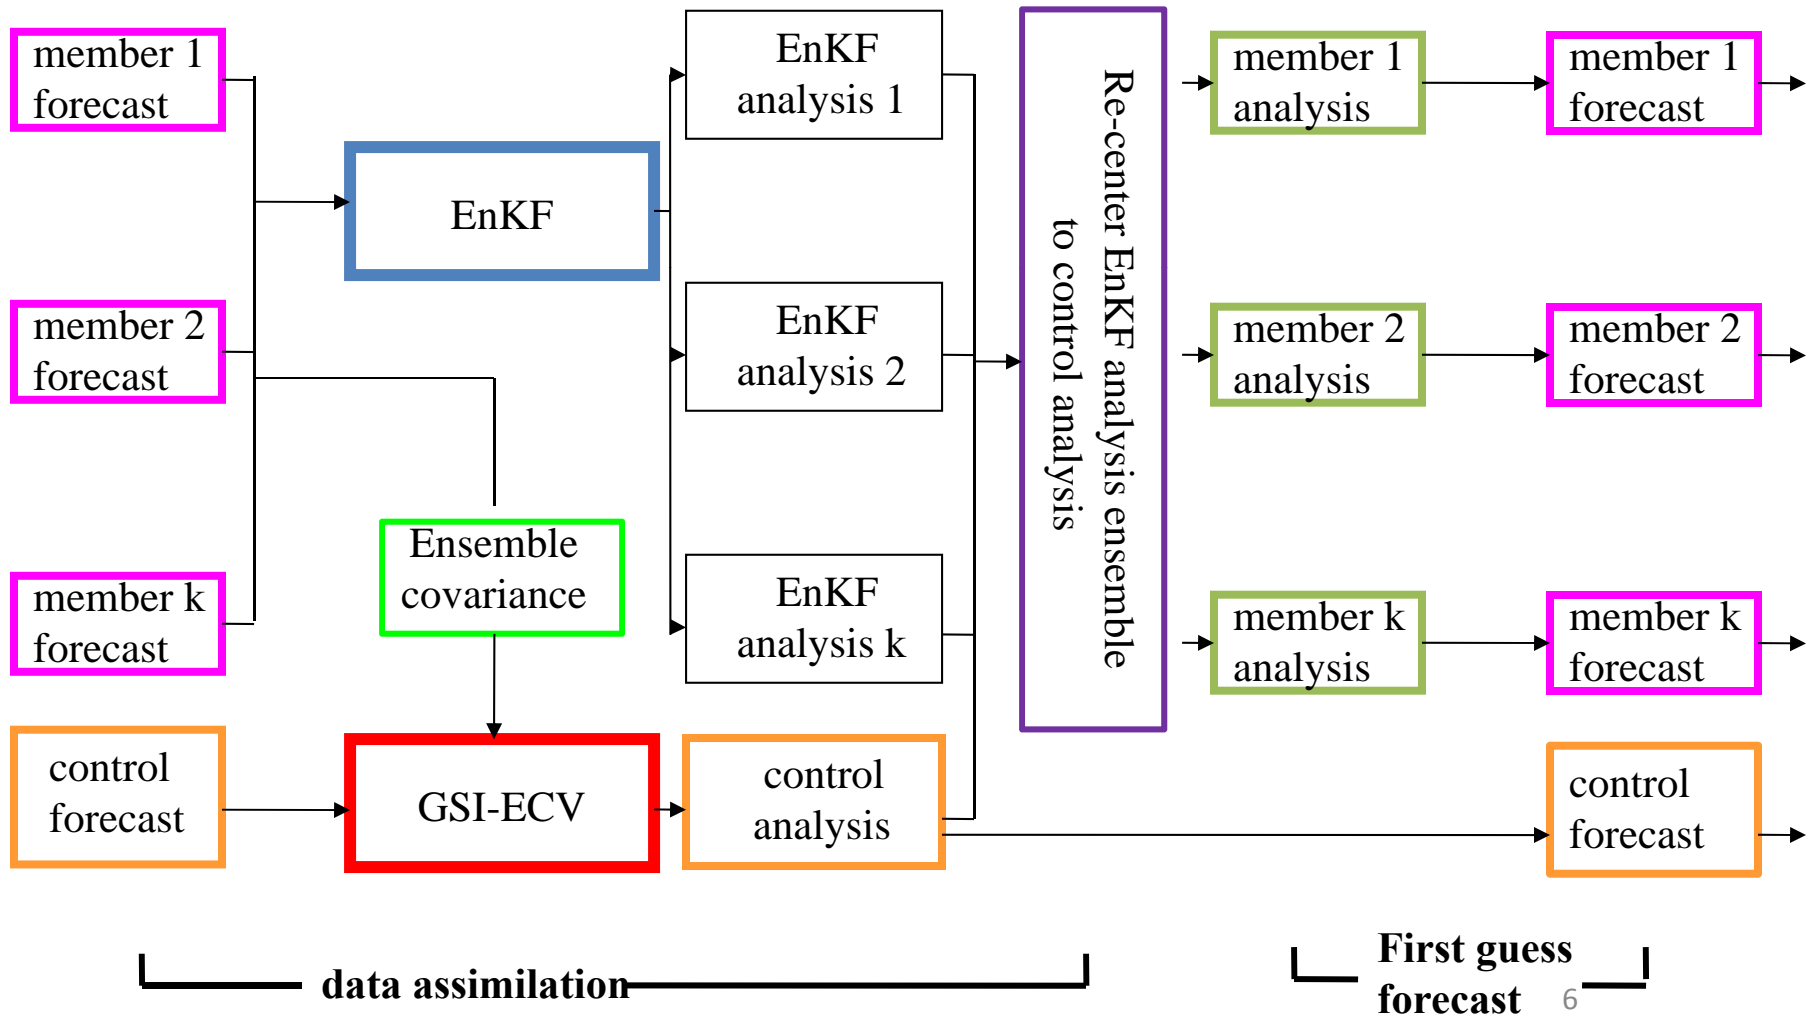 member 1
forecast
member 2
forecast
member k
forecast
control
forecast
EnKF
Ensemble
covariance
GSI-ECV
EnKF
analysis 1
EnKF
analysis 2
EnKF
analysis k
control
analysis
Re-center EnKF analysis ensemble
to control analysis
member 1
analysis
member 2
analysis
member k
analysis
member 1
forecast
member 2
forecast
member k
forecast
control
forecast
data assimilation
First guess
forecast
6